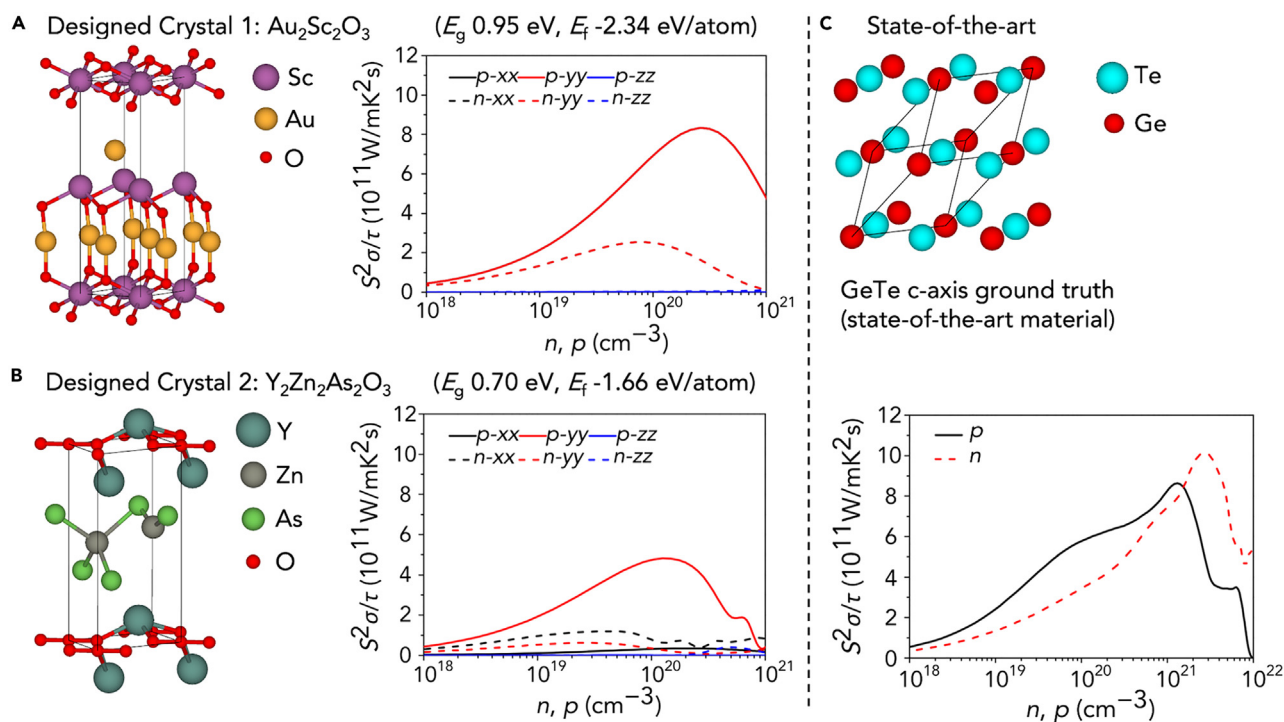 A Designed Crystal 1: Au₂Sc₂O₃ (E_g 0.95 eV, E_f -2.34 eV/atom)
Sc
Au
O
12
10
8
6
4
2
0
S²σ/τ (10¹¹W/mK²s)
p-xx p-yy p-zz
n-xx n-yy n-zz
10¹⁸ 10¹⁹ 10²⁰ 10²¹
n, p (cm⁻³)
B Designed Crystal 2: Y₂Zn₂As₂O₃ (E_g 0.70 eV, E_f -1.66 eV/atom)
Y
Zn
As
O
12
10
8
6
4
2
0
S²σ/τ (10¹¹W/mK²s)
p-xx p-yy p-zz
n-xx n-yy n-zz
10¹⁸ 10¹⁹ 10²⁰ 10²¹
n, p (cm⁻³)
C State-of-the-art
Te
Ge
GeTe c-axis ground truth
(state-of-the-art material)
12
10
8
6
4
2
0
S²σ/τ (10¹¹W/mK²s)
p
n
10¹⁸ 10¹⁹ 10²⁰ 10²¹ 10²²
n, p (cm⁻³)